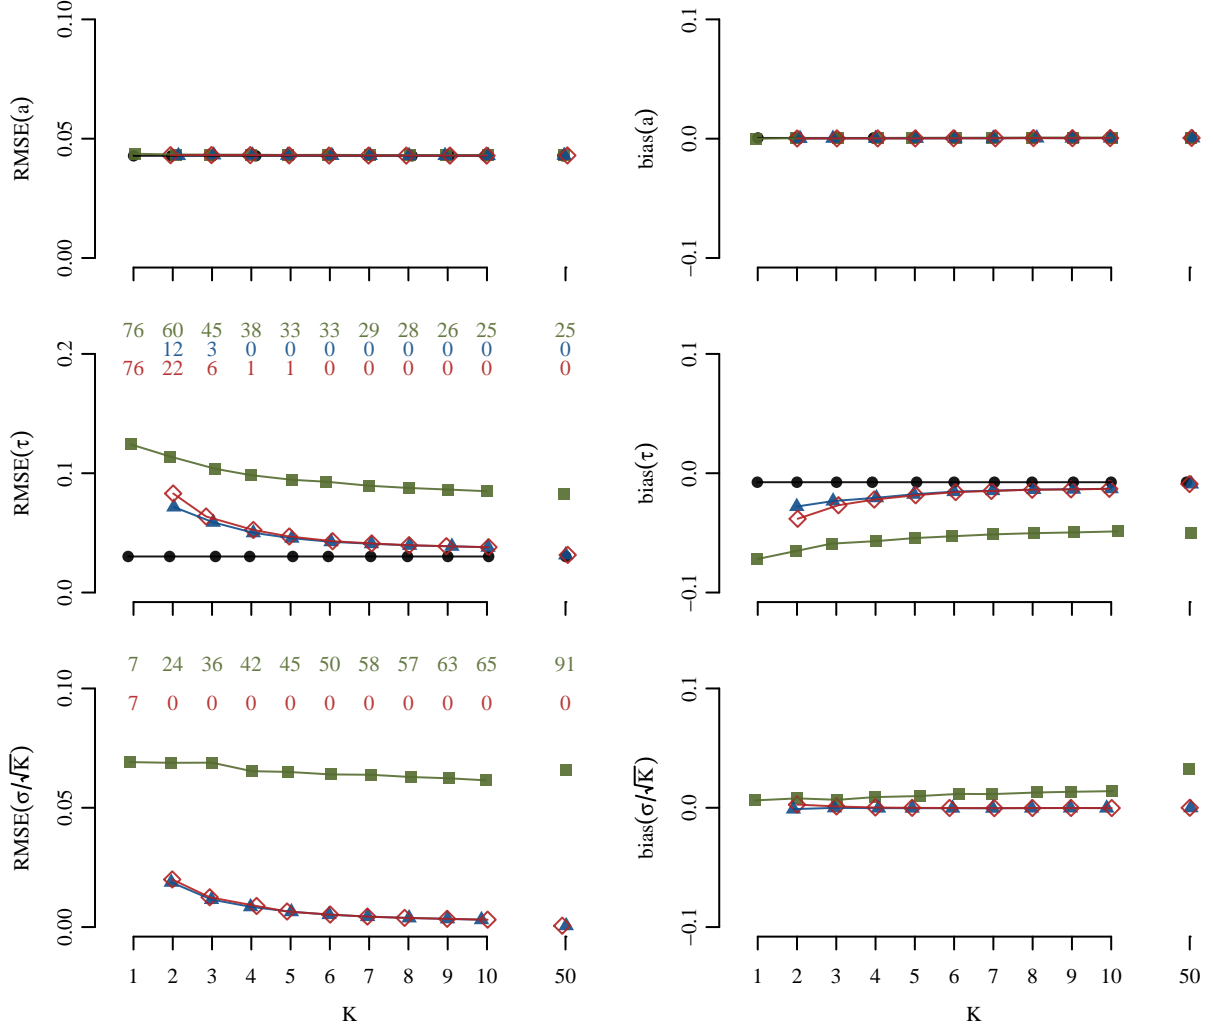 RMSE(a)
0.10
0.05
0.00
bias(a)
0.1
0.0
−0.1
76 60 45 38 33 33 29 28 26 25 25
12 3 0 0 0 0 0 0 0 0
76 22 6 1 1 0 0 0 0 0 0
RMSE(τ)
0.2
0.1
0.0
bias(τ)
0.1
0.0
−0.1
7 24 36 42 45 50 58 57 63 65 91
7 0 0 0 0 0 0 0 0 0 0
RMSE(σ/√K)
0.10
0.05
0.00
1 2 3 4 5 6 7 8 9 10 50
K
bias(σ/√K)
0.1
0.0
−0.1
1 2 3 4 5 6 7 8 9 10 50
K